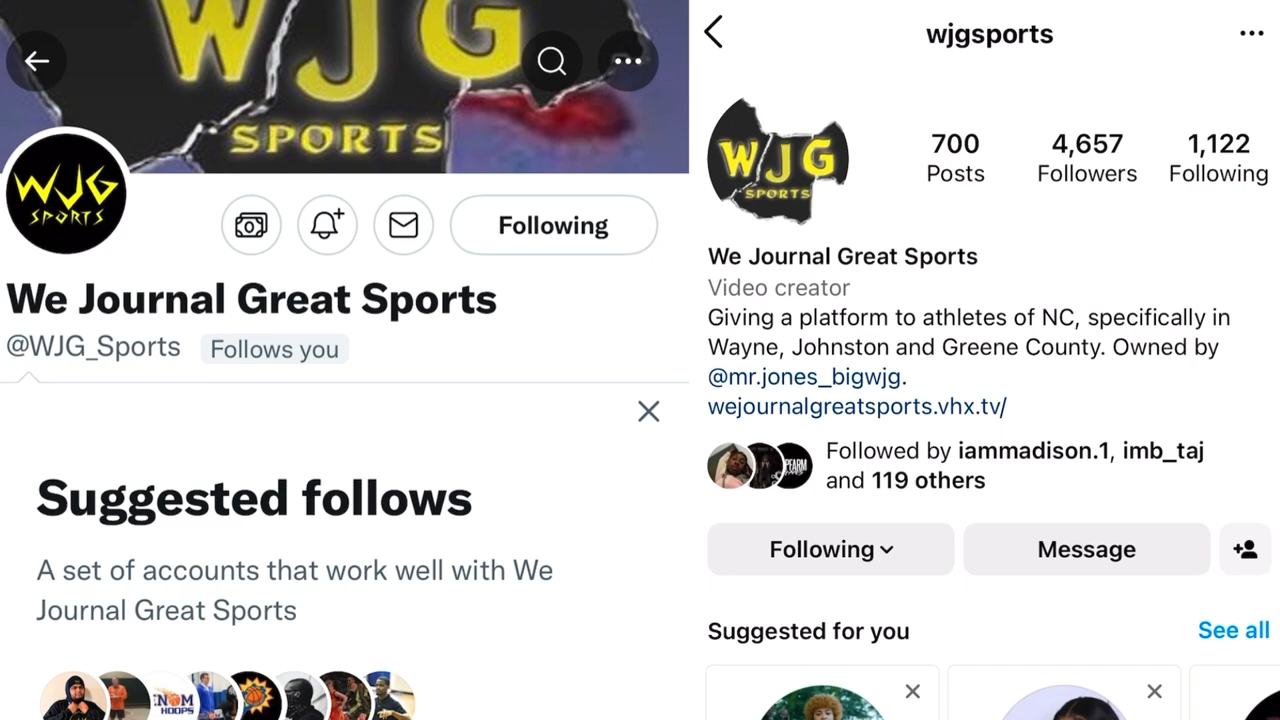 WJG
SPORTS
WJG
SPORTS
Following
We Journal Great Sports
@WJG_Sports Follows you
Suggested follows
A set of accounts that work well with We
Journal Great Sports
HOOPS
wjgsports
WJG
SPORTS
700 4,657 1,122
Posts Followers Following
We Journal Great Sports
Video creator
Giving a platform to athletes of NC, specifically in
Wayne, Johnston and Greene County. Owned by
@mr.jones_bigwjg.
wejournalgreatsports.vhx.tv/
Followed by iammadison.1, imb_taj
and 119 others
Following Message
Suggested for you See all